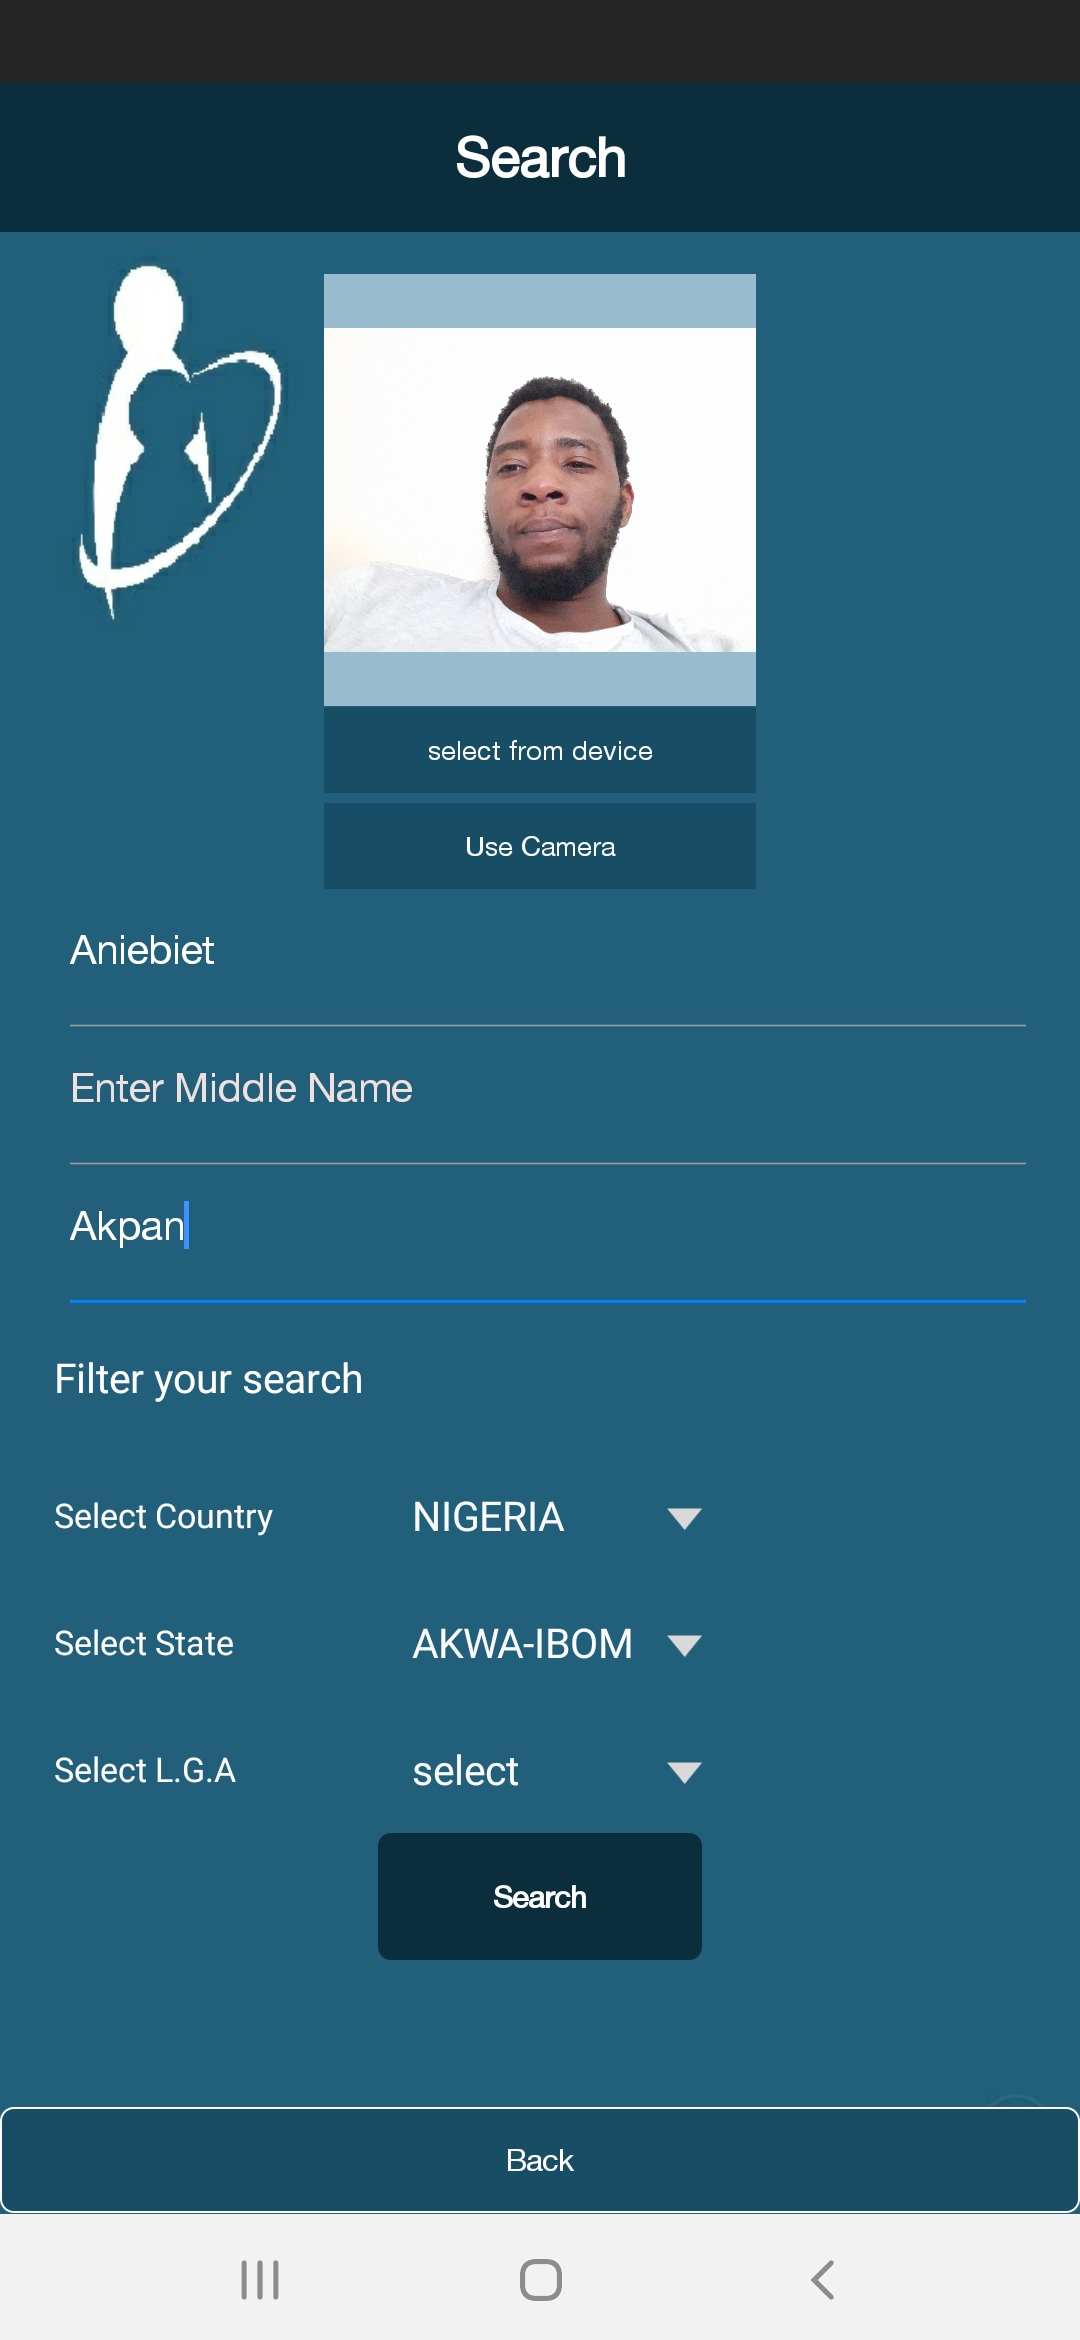 Search
select from device
Use Camera
Aniebiet
Enter Middle Name
Akpan
Filter your search
Select Country NIGERIA
Select State AKWA-IBOM
Select L.G.A select
Search
Back